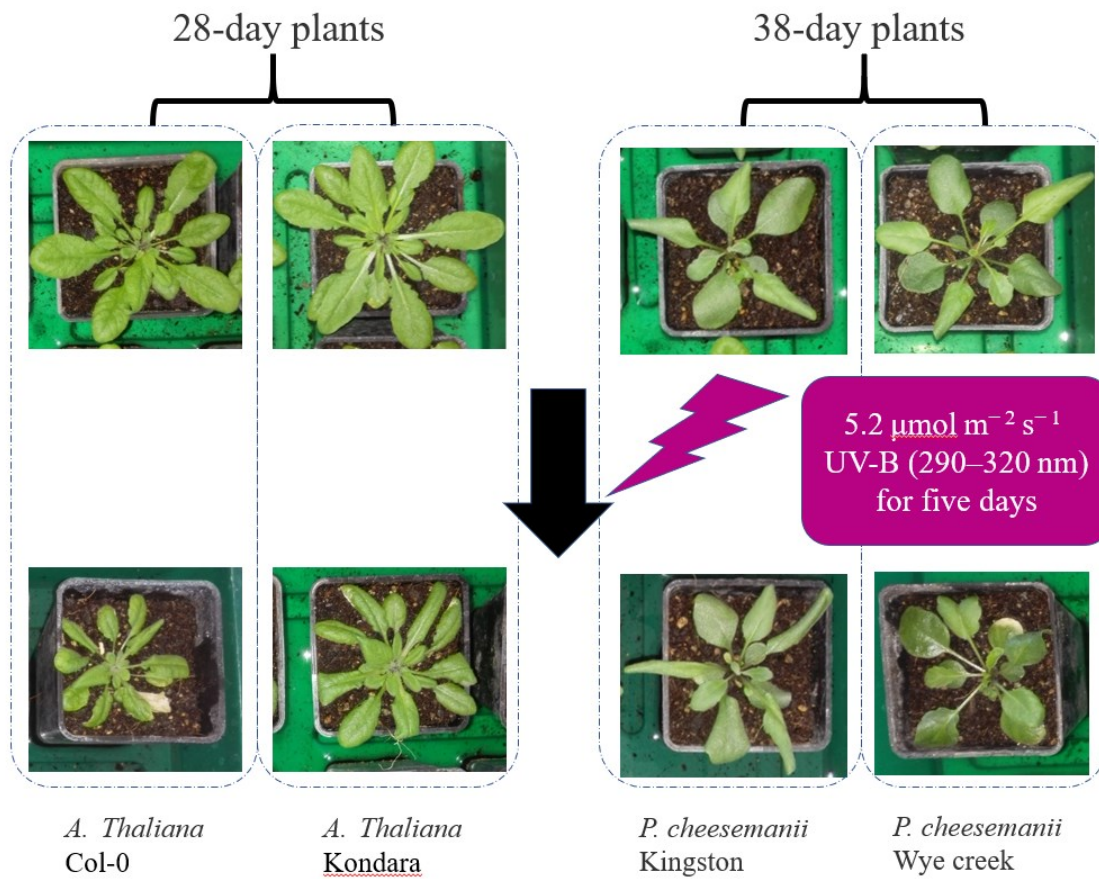 28-day plants
38-day plants
5.2 μmol m⁻² s⁻¹
UV-B (290–320 nm)
for five days
A. Thaliana
Col-0
A. Thaliana
Kondara
P. cheesemanii
Kingston
P. cheesemanii
Wye creek